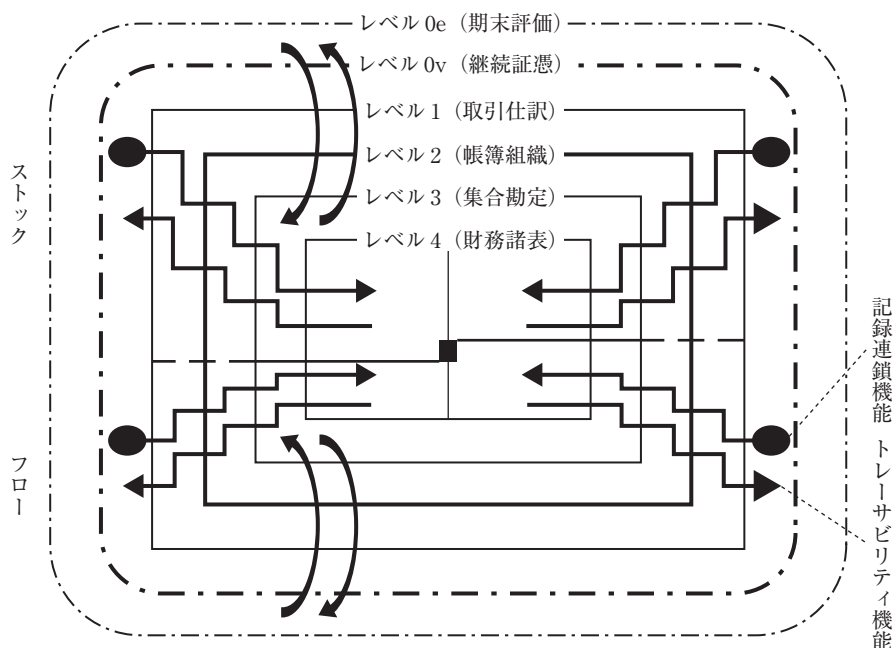 レベル 0e（期末評価）
レベル 0v（継続証憑）
レベル 1（取引仕訳）
レベル 2（帳簿組織）
レベル 3（集合勘定）
レベル 4（財務諸表）
ストック
フロー
記録連鎖機能
トレーサビリティ機能